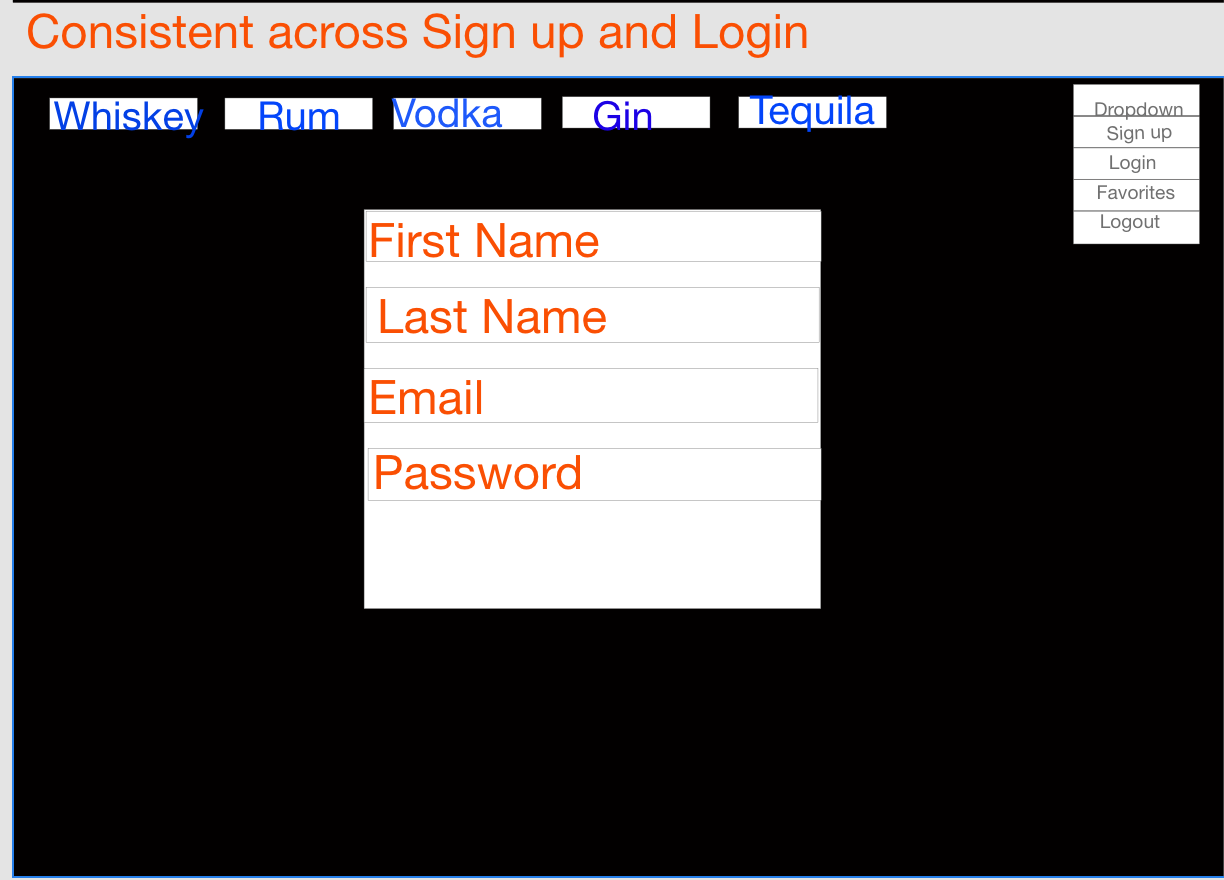 Consistent across Sign up and Login
Whiskey Rum Vodka Gin Tequila
Dropdown
Sign up
Login
Favorites
Logout
First Name
Last Name
Email
Password